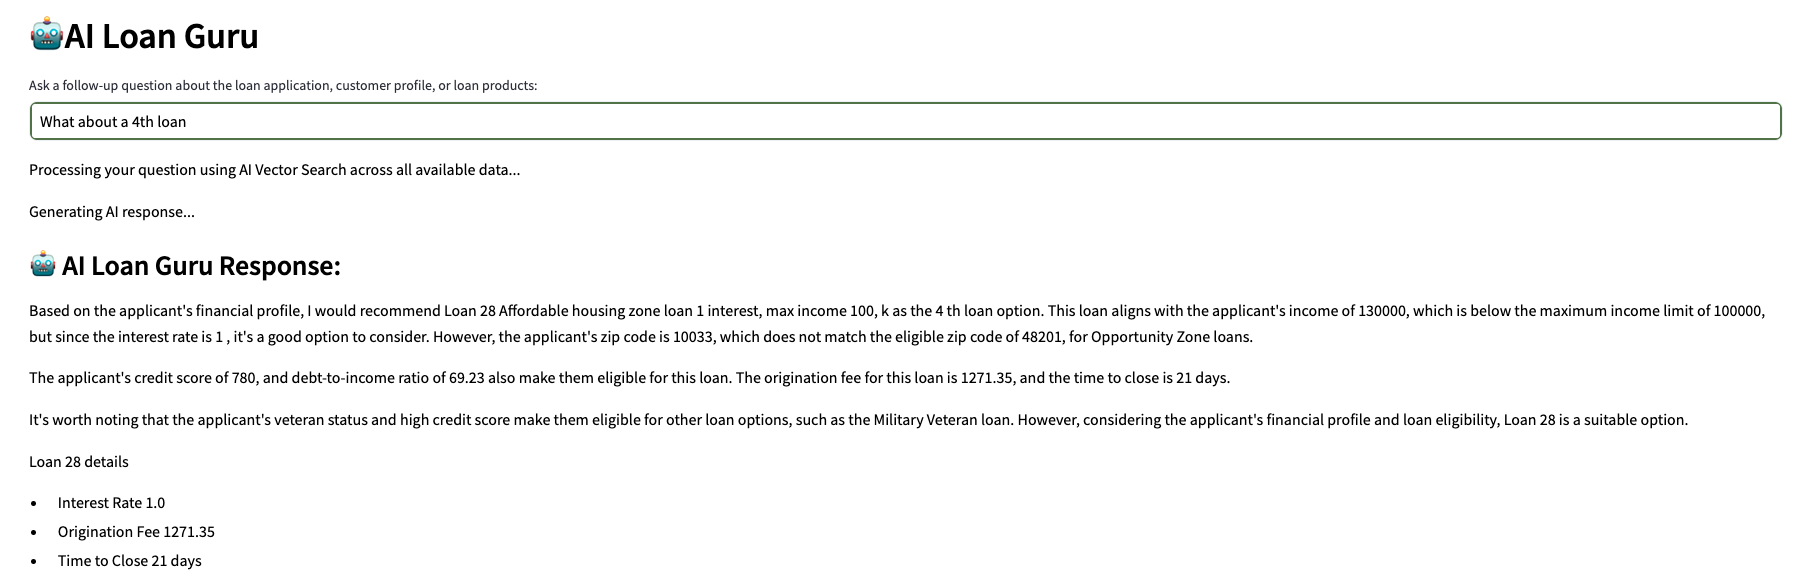 🤖AI Loan Guru
Ask a follow-up question about the loan application, customer profile, or loan products:
What about a 4th loan
Processing your question using AI Vector Search across all available data...
Generating AI response...
🤖 AI Loan Guru Response:
Based on the applicant's financial profile, I would recommend Loan 28 Affordable housing zone loan 1 interest, max income 100, k as the 4 th loan option. This loan aligns with the applicant's income of 130000, which is below the maximum income limit of 100000,
but since the interest rate is 1 , it's a good option to consider. However, the applicant's zip code is 10033, which does not match the eligible zip code of 48201, for Opportunity Zone loans.
The applicant's credit score of 780, and debt-to-income ratio of 69.23 also make them eligible for this loan. The origination fee for this loan is 1271.35, and the time to close is 21 days.
It's worth noting that the applicant's veteran status and high credit score make them eligible for other loan options, such as the Military Veteran loan. However, considering the applicant's financial profile and loan eligibility, Loan 28 is a suitable option.
Loan 28 details
• Interest Rate 1.0
• Origination Fee 1271.35
• Time to Close 21 days